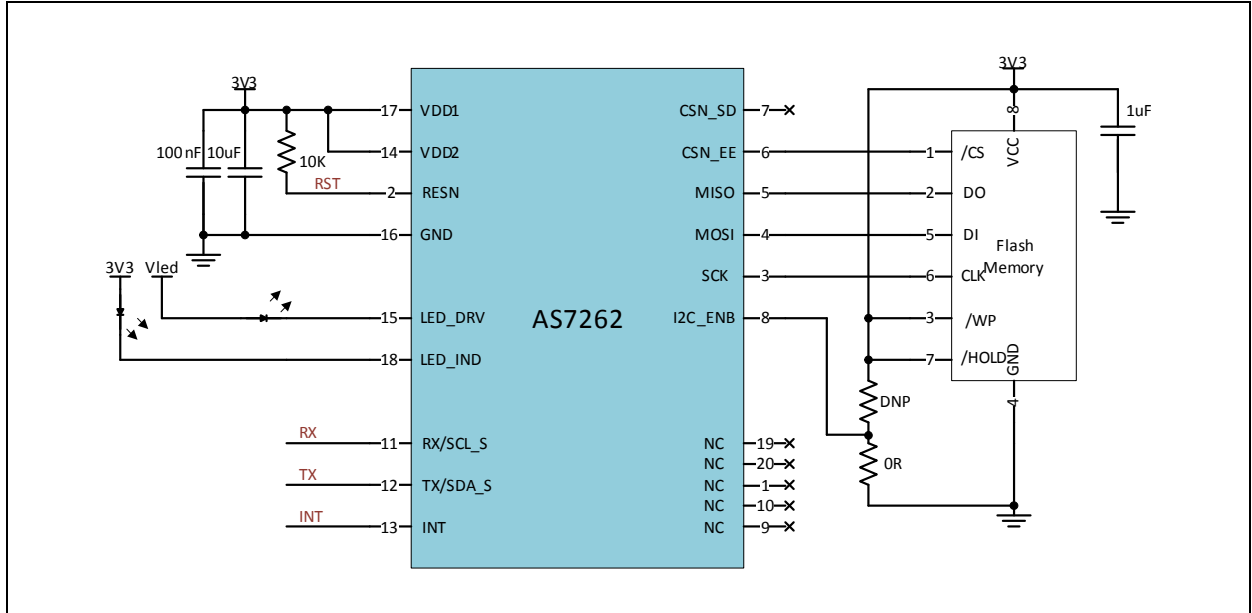 3V3
17
VDD1
14
VDD2
100nF
10uF
10K
RST
2
RESN
16
GND
3V3
Vled
15
LED_DRV
18
LED_IND
RX
11
RX/SCL_S
TX
12
TX/SDA_S
INT
13
INT
AS7262
CSN_SD
7
CSN_EE
6
MISO
5
MOSI
4
SCK
3
I2C_ENB
8
NC
19
NC
20
NC
1
NC
10
NC
9
3V3
1uF
8
VCC
1
/CS
2
DO
5
DI
6
CLK
3
/WP
7
/HOLD
Flash
Memory
GND
4
DNP
0R